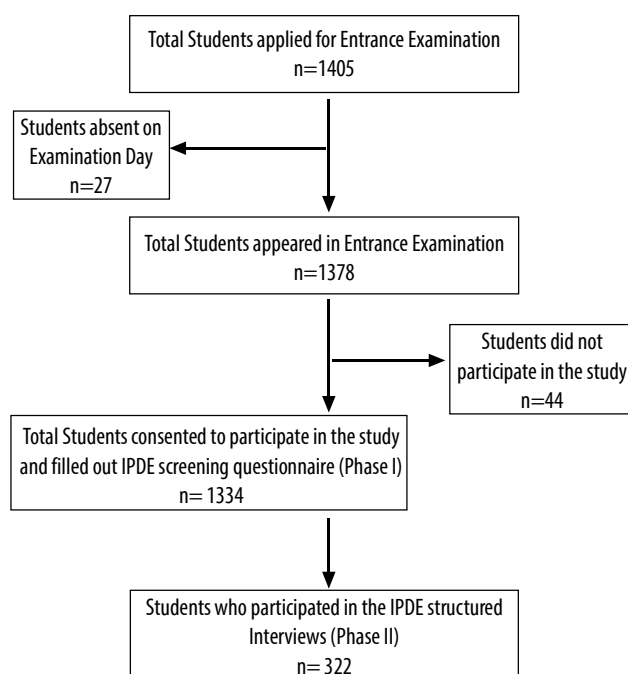 Total Students applied for Entrance Examination
n=1405
Students absent on
Examination Day
n=27
Total Students appeared in Entrance Examination
n=1378
Students did not
participate in the study
n=44
Total Students consented to participate in the study
and filled out IPDE screening questionnaire (Phase I)
n= 1334
Students who participated in the IPDE structured
Interviews (Phase II)
n= 322